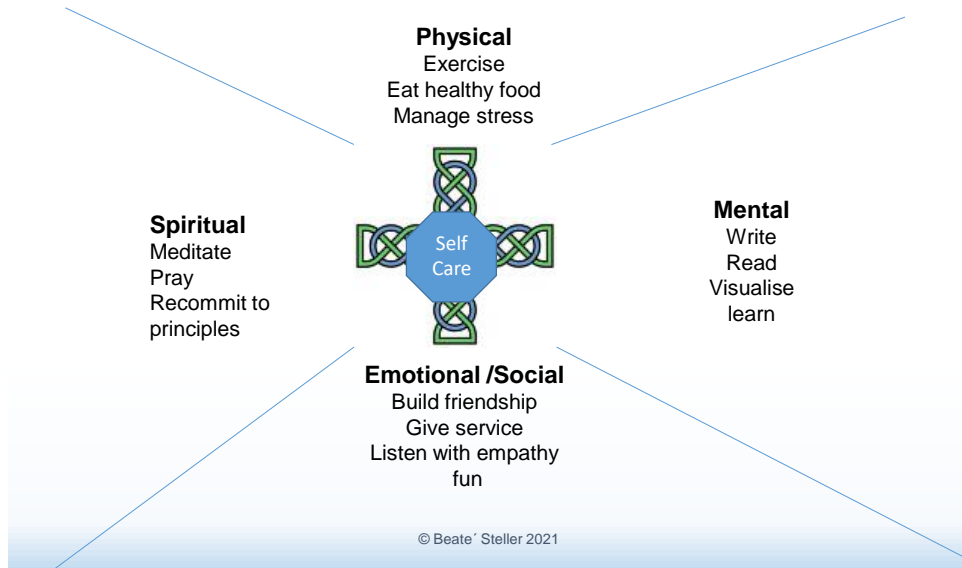 Physical
Exercise
Eat healthy food
Manage stress
Spiritual
Meditate
Pray
Recommit to
principles
Self
Care
Mental
Write
Read
Visualise
learn
Emotional /Social
Build friendship
Give service
Listen with empathy
fun
© Beate´ Steller 2021